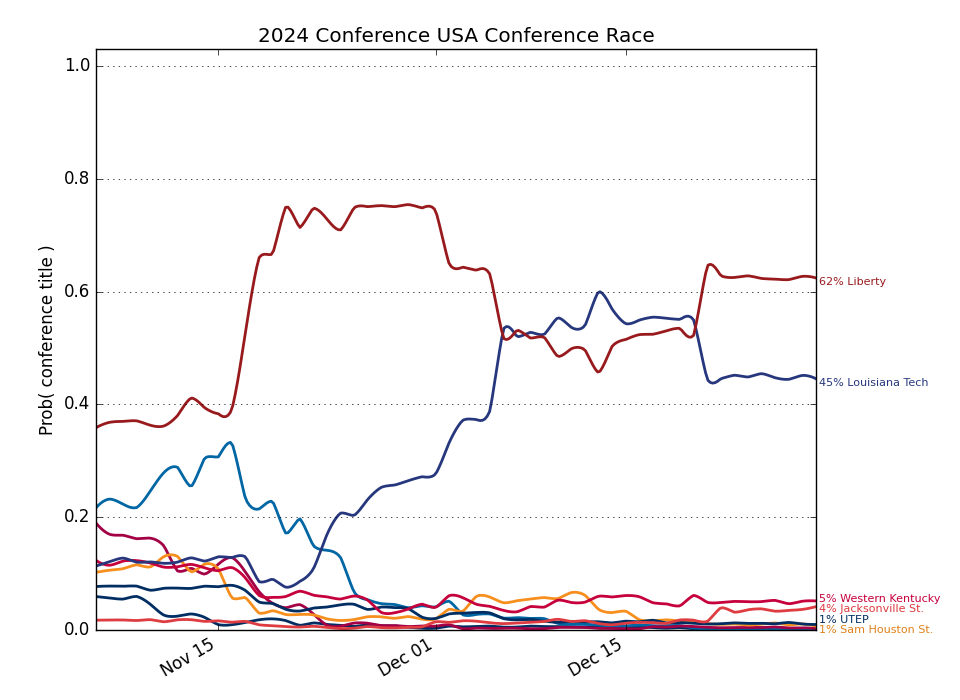 2024 Conference USA Conference Race
Prob( conference title )
1.0
0.8
0.6
0.4
0.2
0.0
Nov 15
Dec 01
Dec 15
62% Liberty
45% Louisiana Tech
5% Western Kentucky
4% Jacksonville St.
1% UTEP
1% Sam Houston St.